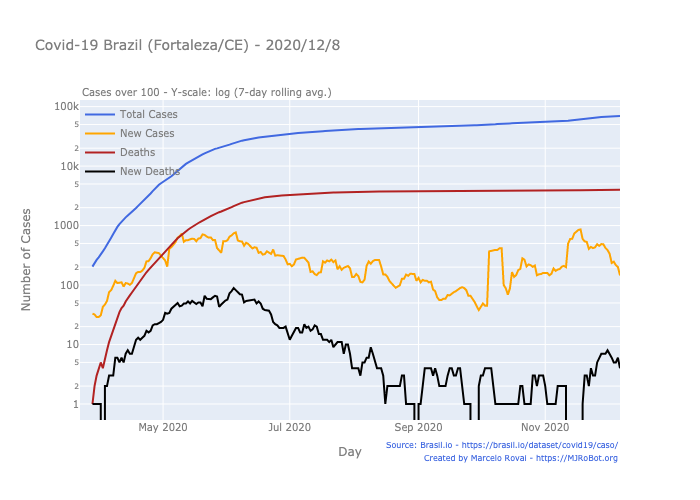 Covid-19 Brazil (Fortaleza/CE) - 2020/12/8
Cases over 100 - Y-scale: log (7-day rolling avg.)
Total Cases
New Cases
Deaths
New Deaths
100k
5
2
10k
5
2
1000
5
2
100
5
2
10
5
2
1
Number of Cases
May 2020
Jul 2020
Sep 2020
Nov 2020
Day
Source: Brasil.io - https://brasil.io/dataset/covid19/caso/
Created by Marcelo Rovai - https://MJRoBot.org